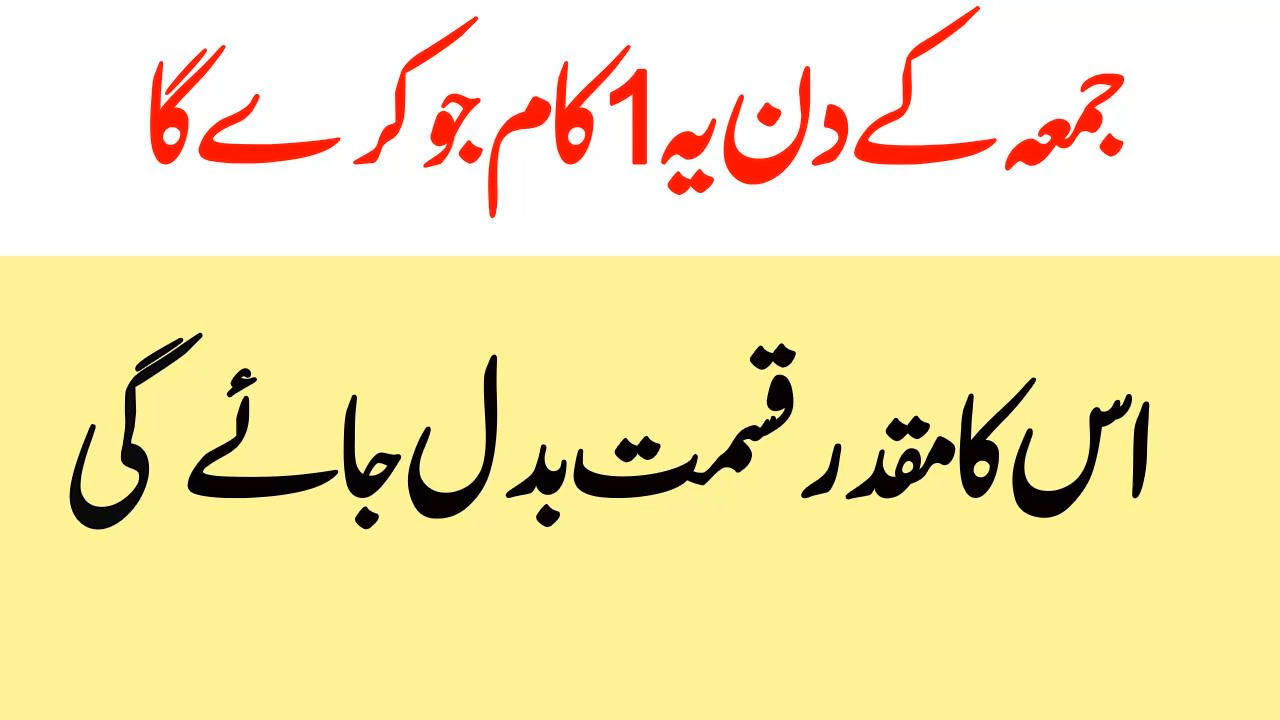 جمعہ کے دن یہ 1 کام جو کرے گا
اس کا مقدر قسمت بدل جائے گی